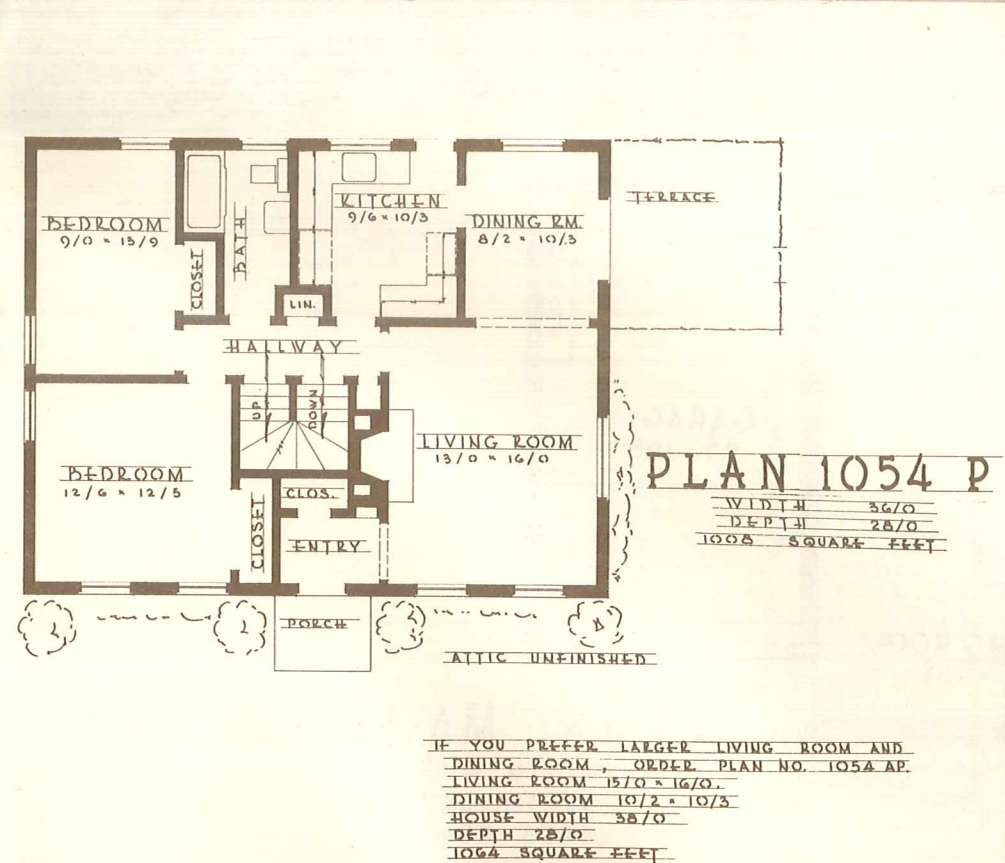 BEDROOM
9/0 x 13/9
BATH
CLOSET
KITCHEN
9/6 x 10/3
DINING RM.
8/2 x 10/3
TERRACE
LIN.
HALLWAY
UP
DOWN
BEDROOM
12/6 x 12/5
CLOSET
CLOS.
ENTRY
LIVING ROOM
13/0 x 16/0
PORCH
PLAN 1054 P
WIDTH 36/0
DEPTH 28/0
1008 SQUARE FEET
ATTIC UNFINISHED
IF YOU PREFER LARGER LIVING ROOM AND
DINING ROOM, ORDER PLAN NO. 1054 AP.
LIVING ROOM 15/0 x 16/0.
DINING ROOM 10/2 x 10/3
HOUSE WIDTH 38/0
DEPTH 28/0
1064 SQUARE FEET